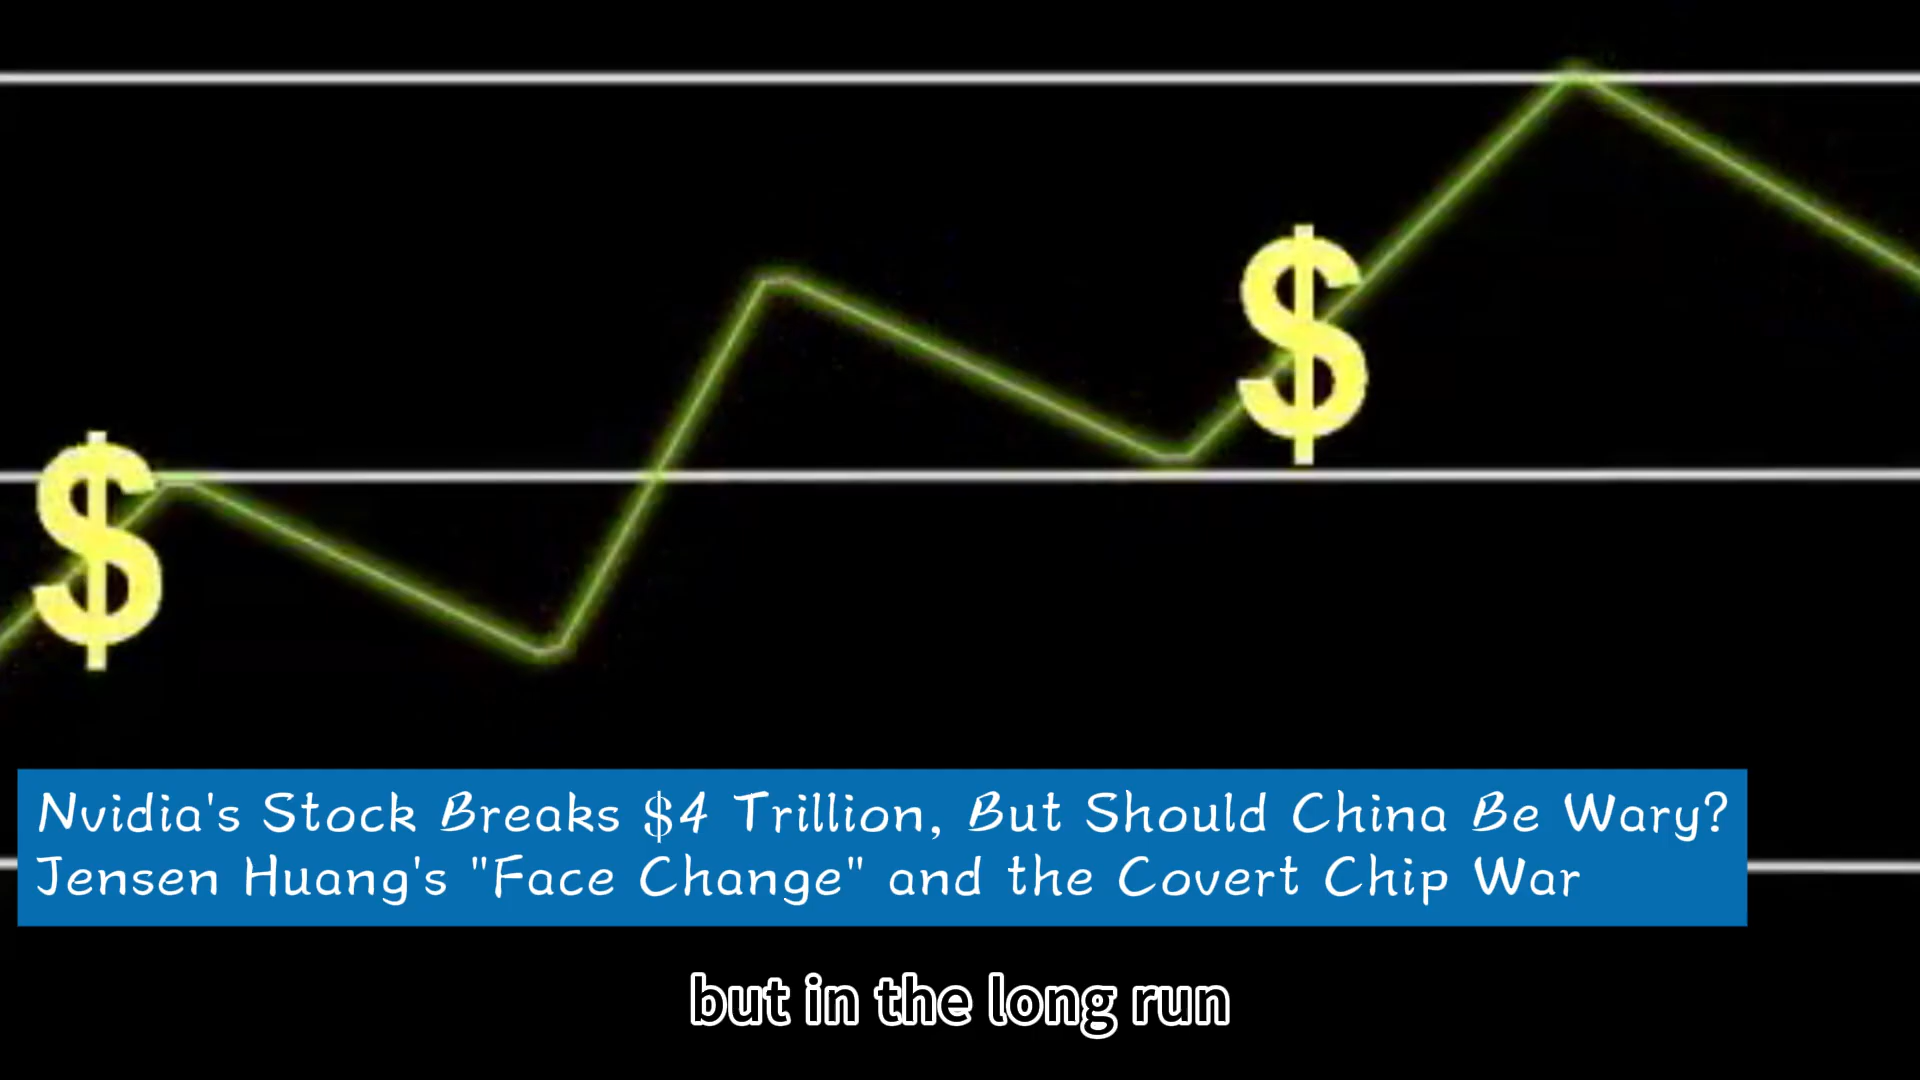 $
$
Nvidia's Stock Breaks $4 Trillion, But Should China Be Wary?
Jensen Huang's "Face Change" and the Covert Chip War
but in the long run